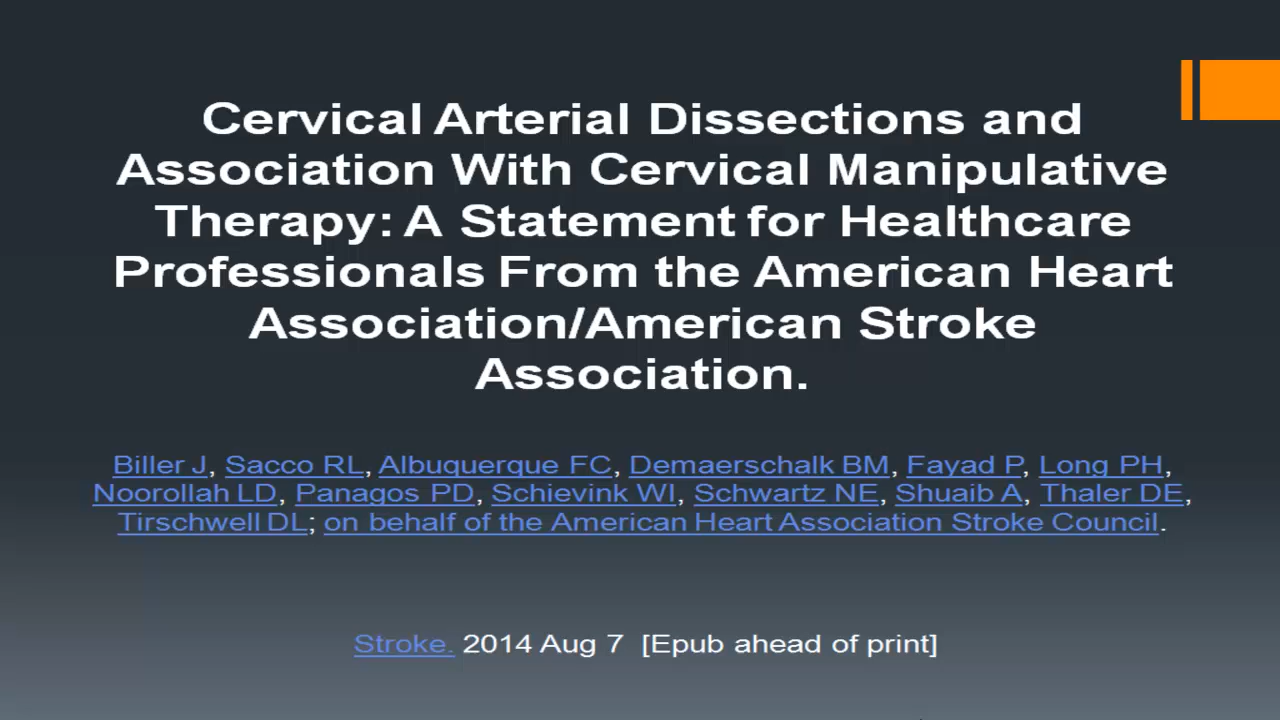 Cervical Arterial Dissections and
Association With Cervical Manipulative
Therapy: A Statement for Healthcare
Professionals From the American Heart
Association/American Stroke
Association.
Biller J, Sacco RL, Albuquerque FC, Demaerschalk BM, Fayad P, Long PH,
Noorollah LD, Panagos PD, Schievink WI, Schwartz NE, Shuaib A, Thaler DE,
Tirschwell DL; on behalf of the American Heart Association Stroke Council.
Stroke. 2014 Aug 7 [Epub ahead of print]